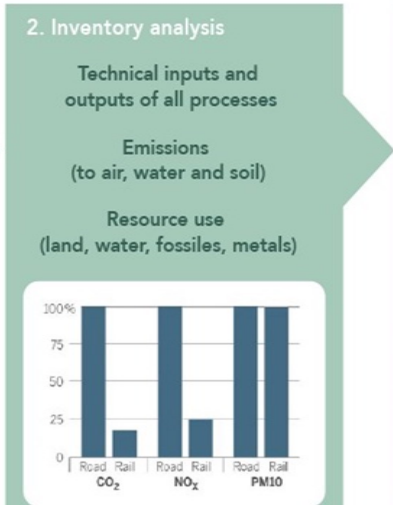 2. Inventory analysis
Technical inputs and
outputs of all processes
Emissions
(to air, water and soil)
Resource use
(land, water, fossiles, metals)
100%
75
50
25
0
Road Rail Road Rail Road Rail
CO₂ NOₓ PM10